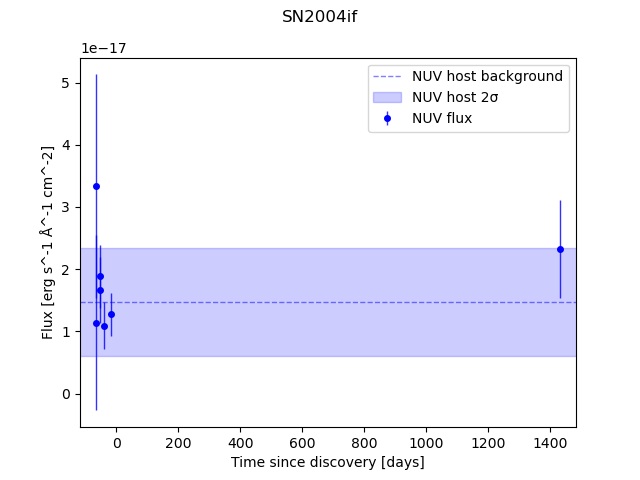 SN2004if
1e−17
NUV host background
NUV host 2σ
NUV flux
Flux [erg s^-1 Å^-1 cm^-2]
5
4
3
2
1
0
0 200 400 600 800 1000 1200 1400
Time since discovery [days]